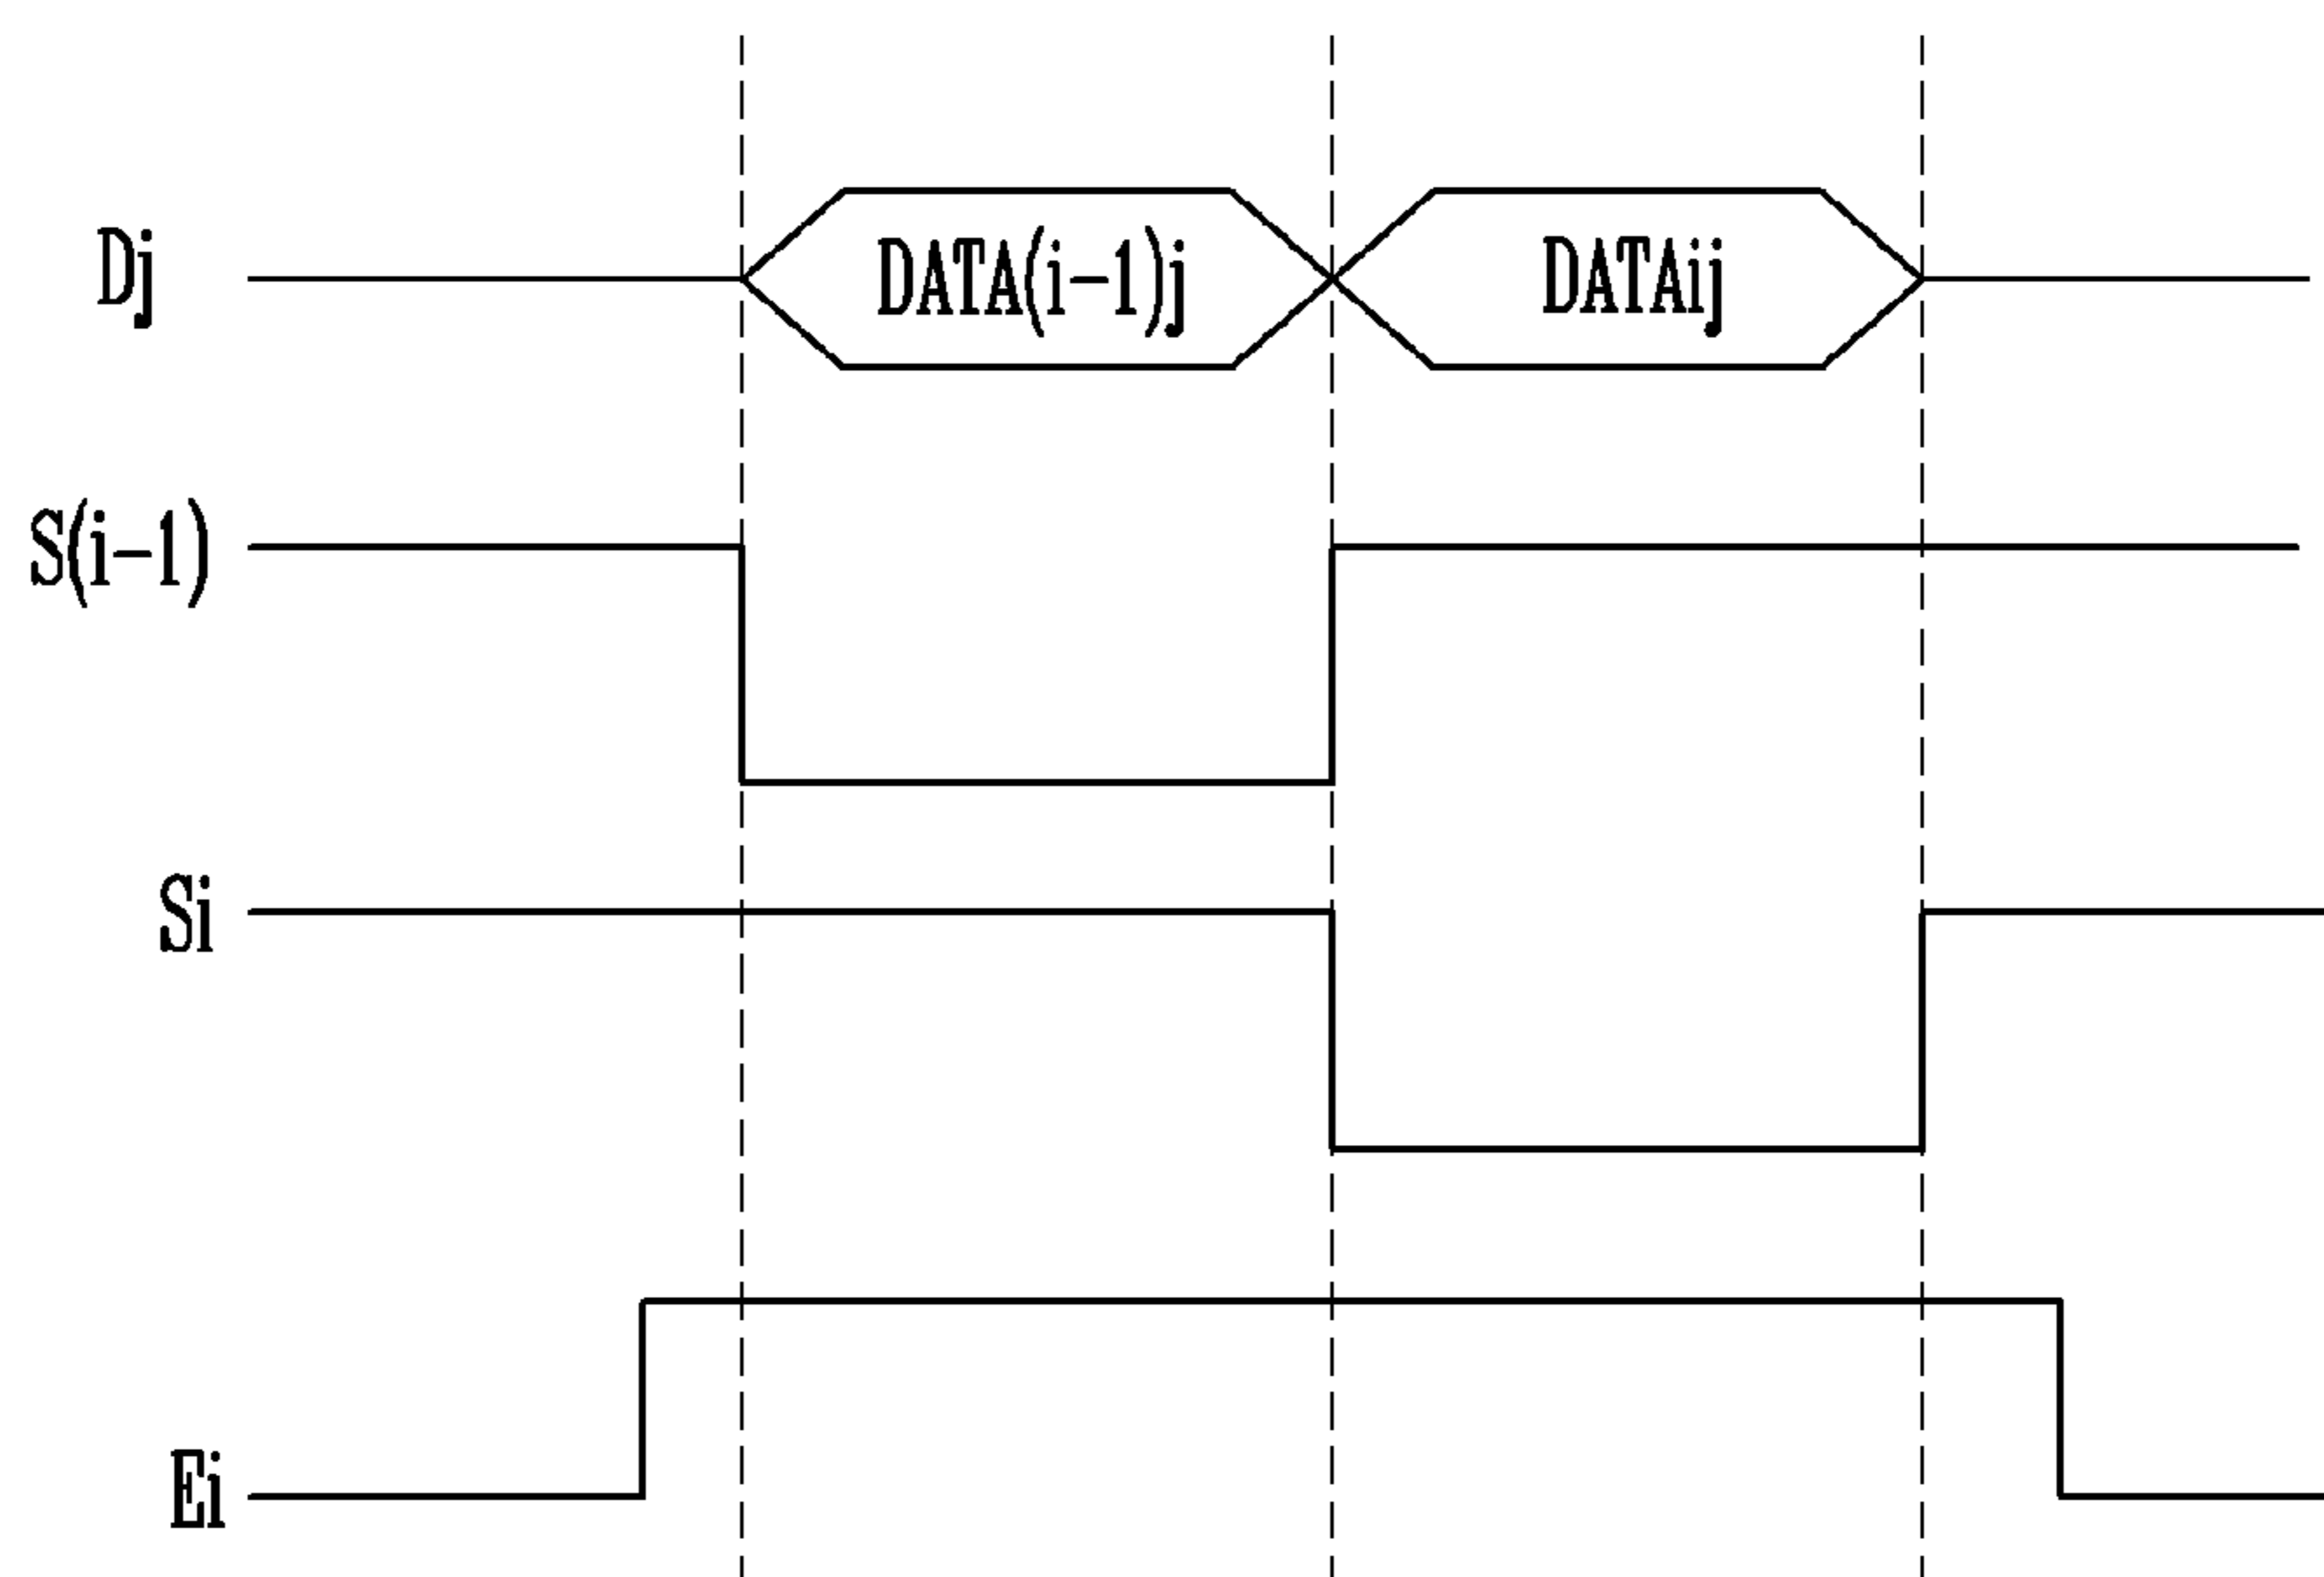 Dj
DATA(i-1)j
DATAij
S(i-1)
Si
Ei